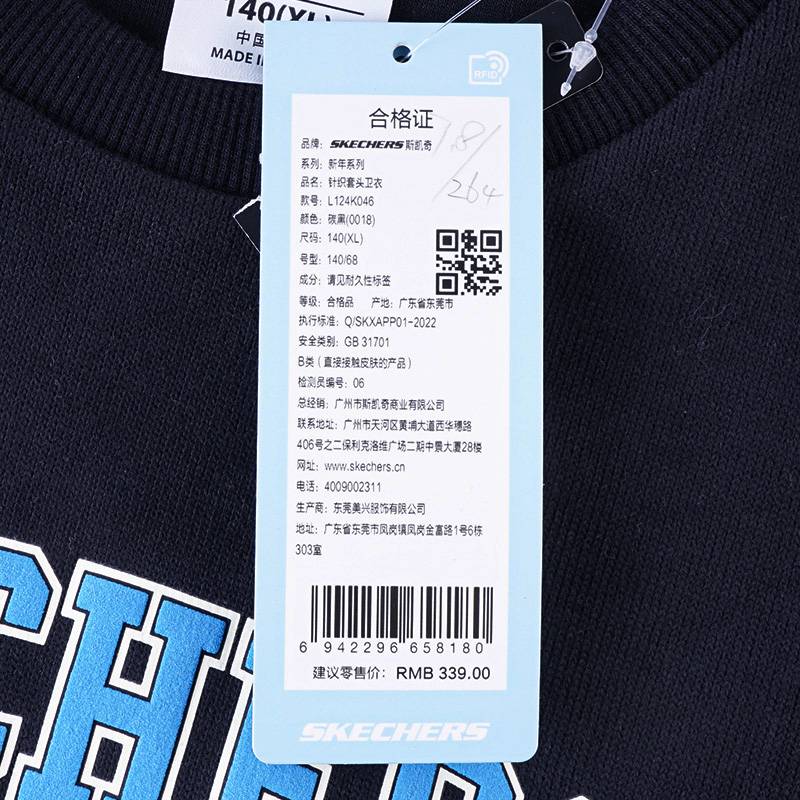 140(XL)
中国
MADE I
RFID
合格证
品牌: SKECHERS 斯凯奇
7.8/
264
系列: 新年系列
品名: 针织套头卫衣
款号: L124K046
颜色: 碳黑(0018)
尺码: 140(XL)
号型: 140/68
成分: 请见耐久性标签
等级: 合格品 产地: 广东省东莞市
执行标准: Q/SKXAPP01-2022
安全类别: GB 31701
B类 (直接接触皮肤的产品)
检测员编号: 06
总经销: 广州市斯凯奇商业有限公司
联系地址: 广州市天河区黄埔大道西华穗路
406号之二保利克洛维广场二期中景大厦28楼
网址: www.skechers.cn
电话: 4009002311
生产商: 东莞美兴服饰有限公司
地址: 广东省东莞市凤岗镇凤岗金富路1号6栋
303室
6 942296 658180
建议零售价: RMB 339.00
SKECHERS
CHER